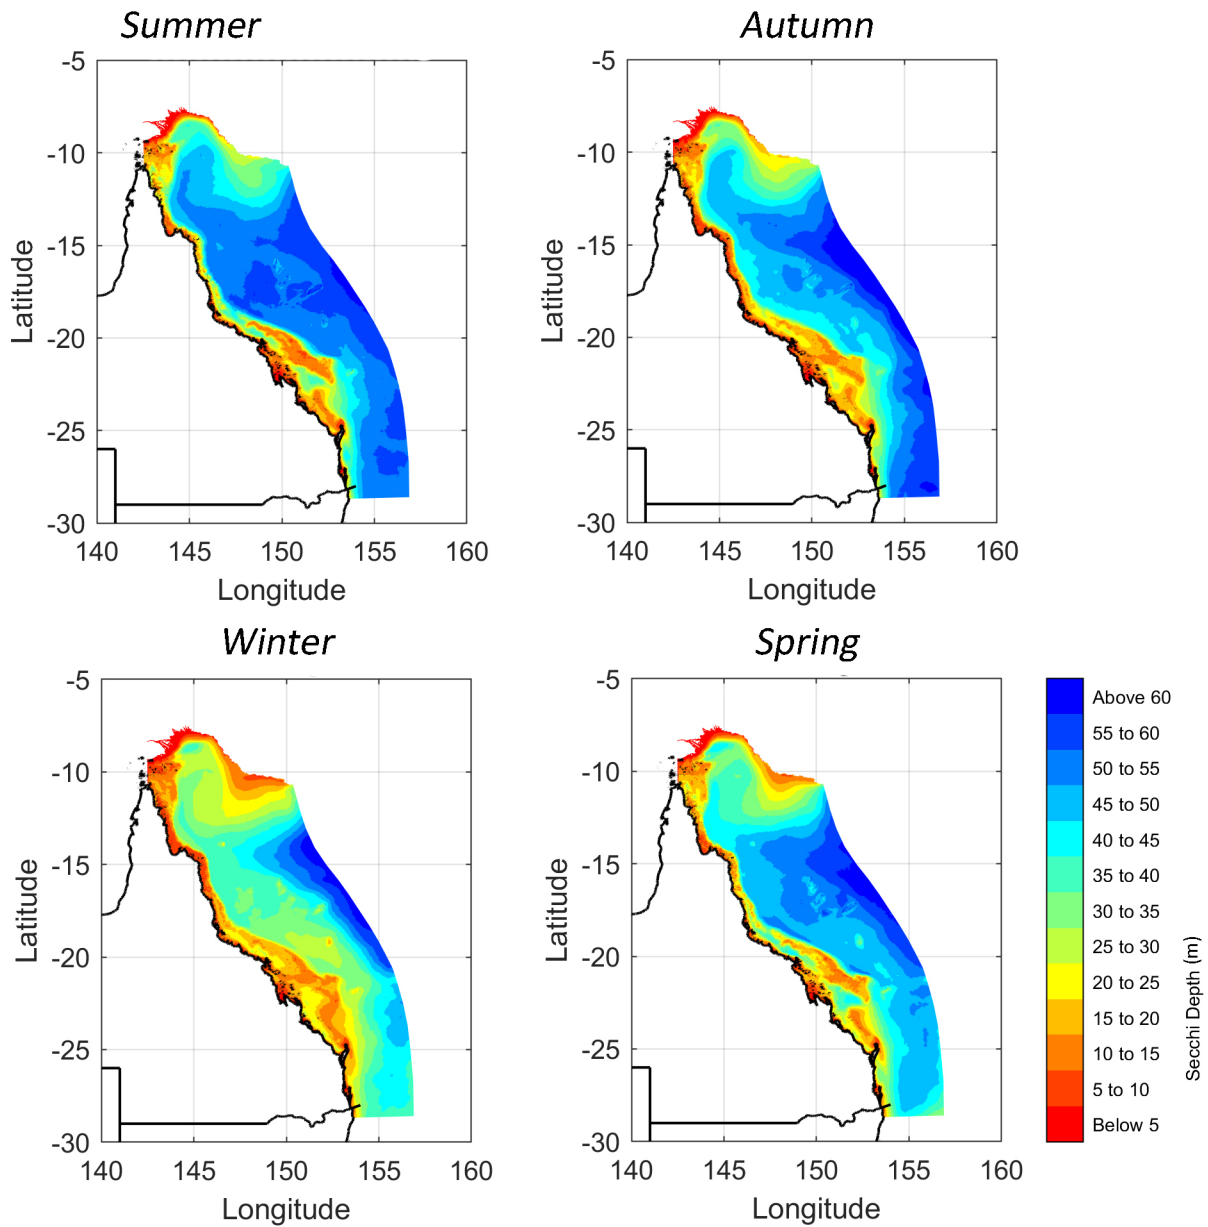 Summer
Autumn
-5
-10
-15
-20
-25
-30
Latitude
140
145
150
155
160
Longitude
-5
-10
-15
-20
-25
-30
Latitude
140
145
150
155
160
Longitude
Winter
Spring
-5
-10
-15
-20
-25
-30
Latitude
140
145
150
155
160
Longitude
-5
-10
-15
-20
-25
-30
Latitude
140
145
150
155
160
Longitude
Above 60
55 to 60
50 to 55
45 to 50
40 to 45
35 to 40
30 to 35
25 to 30
20 to 25
15 to 20
10 to 15
5 to 10
Below 5
Secchi Depth (m)